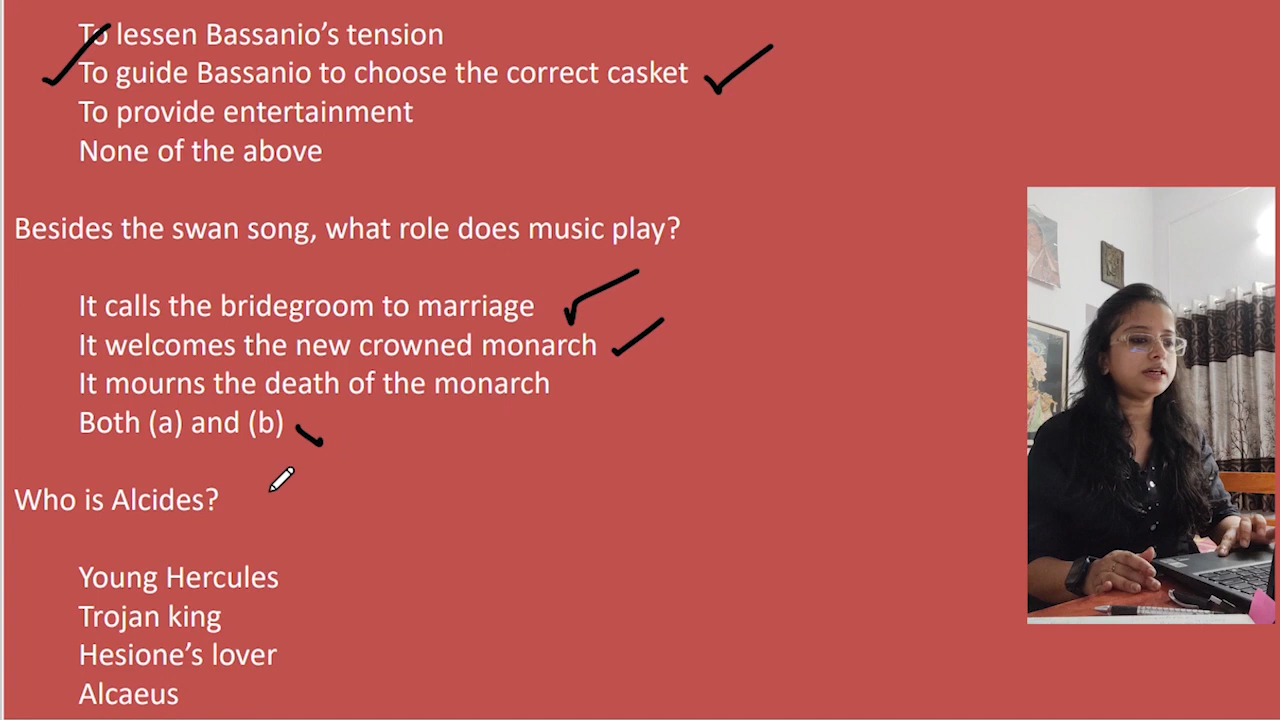 To lessen Bassanio's tension
To guide Bassanio to choose the correct casket
To provide entertainment
None of the above
Besides the swan song, what role does music play?
It calls the bridegroom to marriage
It welcomes the new crowned monarch
It mourns the death of the monarch
Both (a) and (b)
Who is Alcides?
Young Hercules
Trojan king
Hesione's lover
Alcaeus